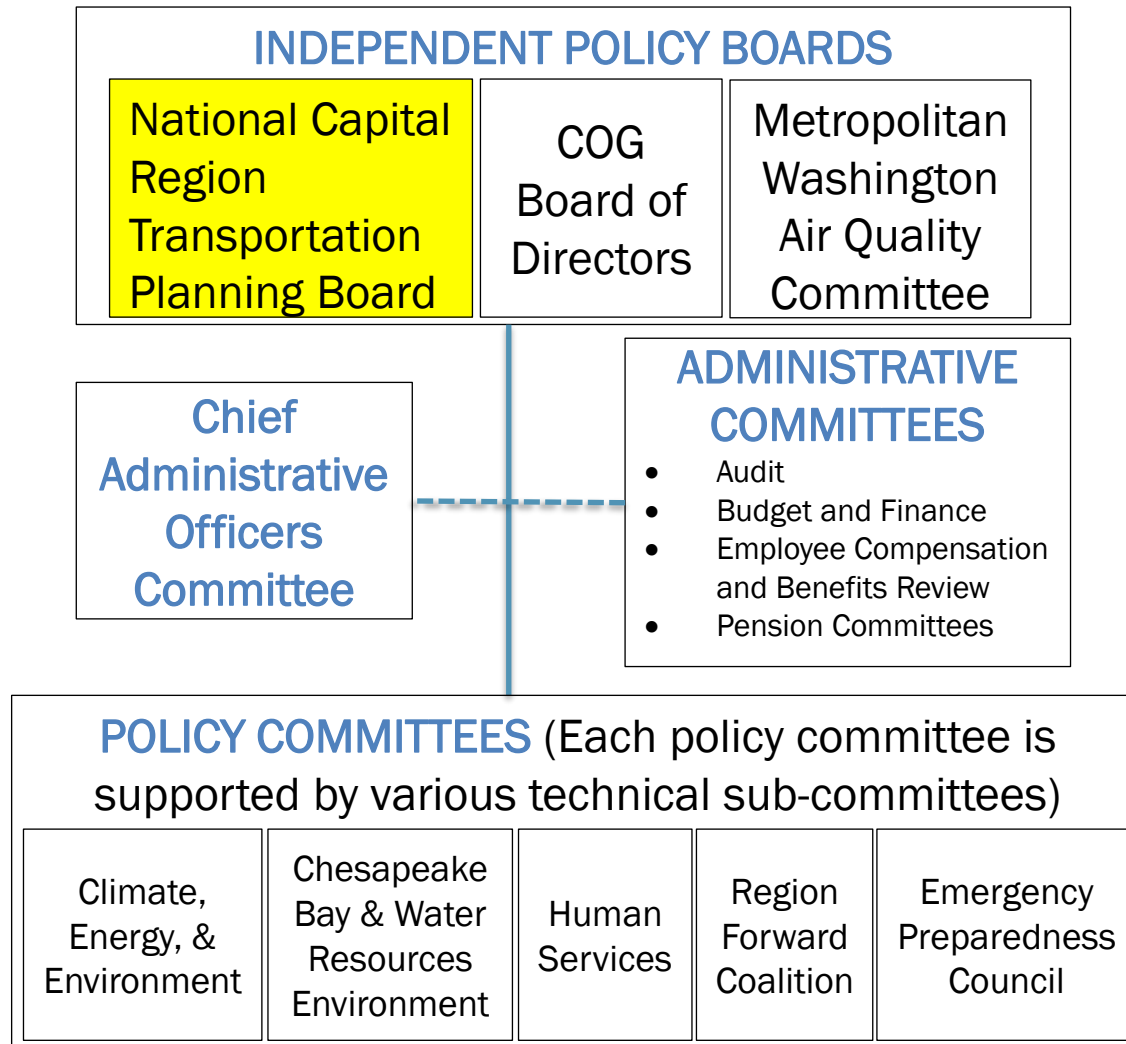 INDEPENDENT POLICY BOARDS
National Capital
Region
Transportation
Planning Board
COG
Board of
Directors
Metropolitan
Washington
Air Quality
Committee
Chief
Administrative
Officers
Committee
ADMINISTRATIVE
COMMITTEES
• Audit
• Budget and Finance
• Employee Compensation
and Benefits Review
• Pension Committees
POLICY COMMITTEES (Each policy committee is
supported by various technical sub-committees)
Climate,
Energy, &
Environment
Chesapeake
Bay & Water
Resources
Environment
Human
Services
Region
Forward
Coalition
Emergency
Preparedness
Council